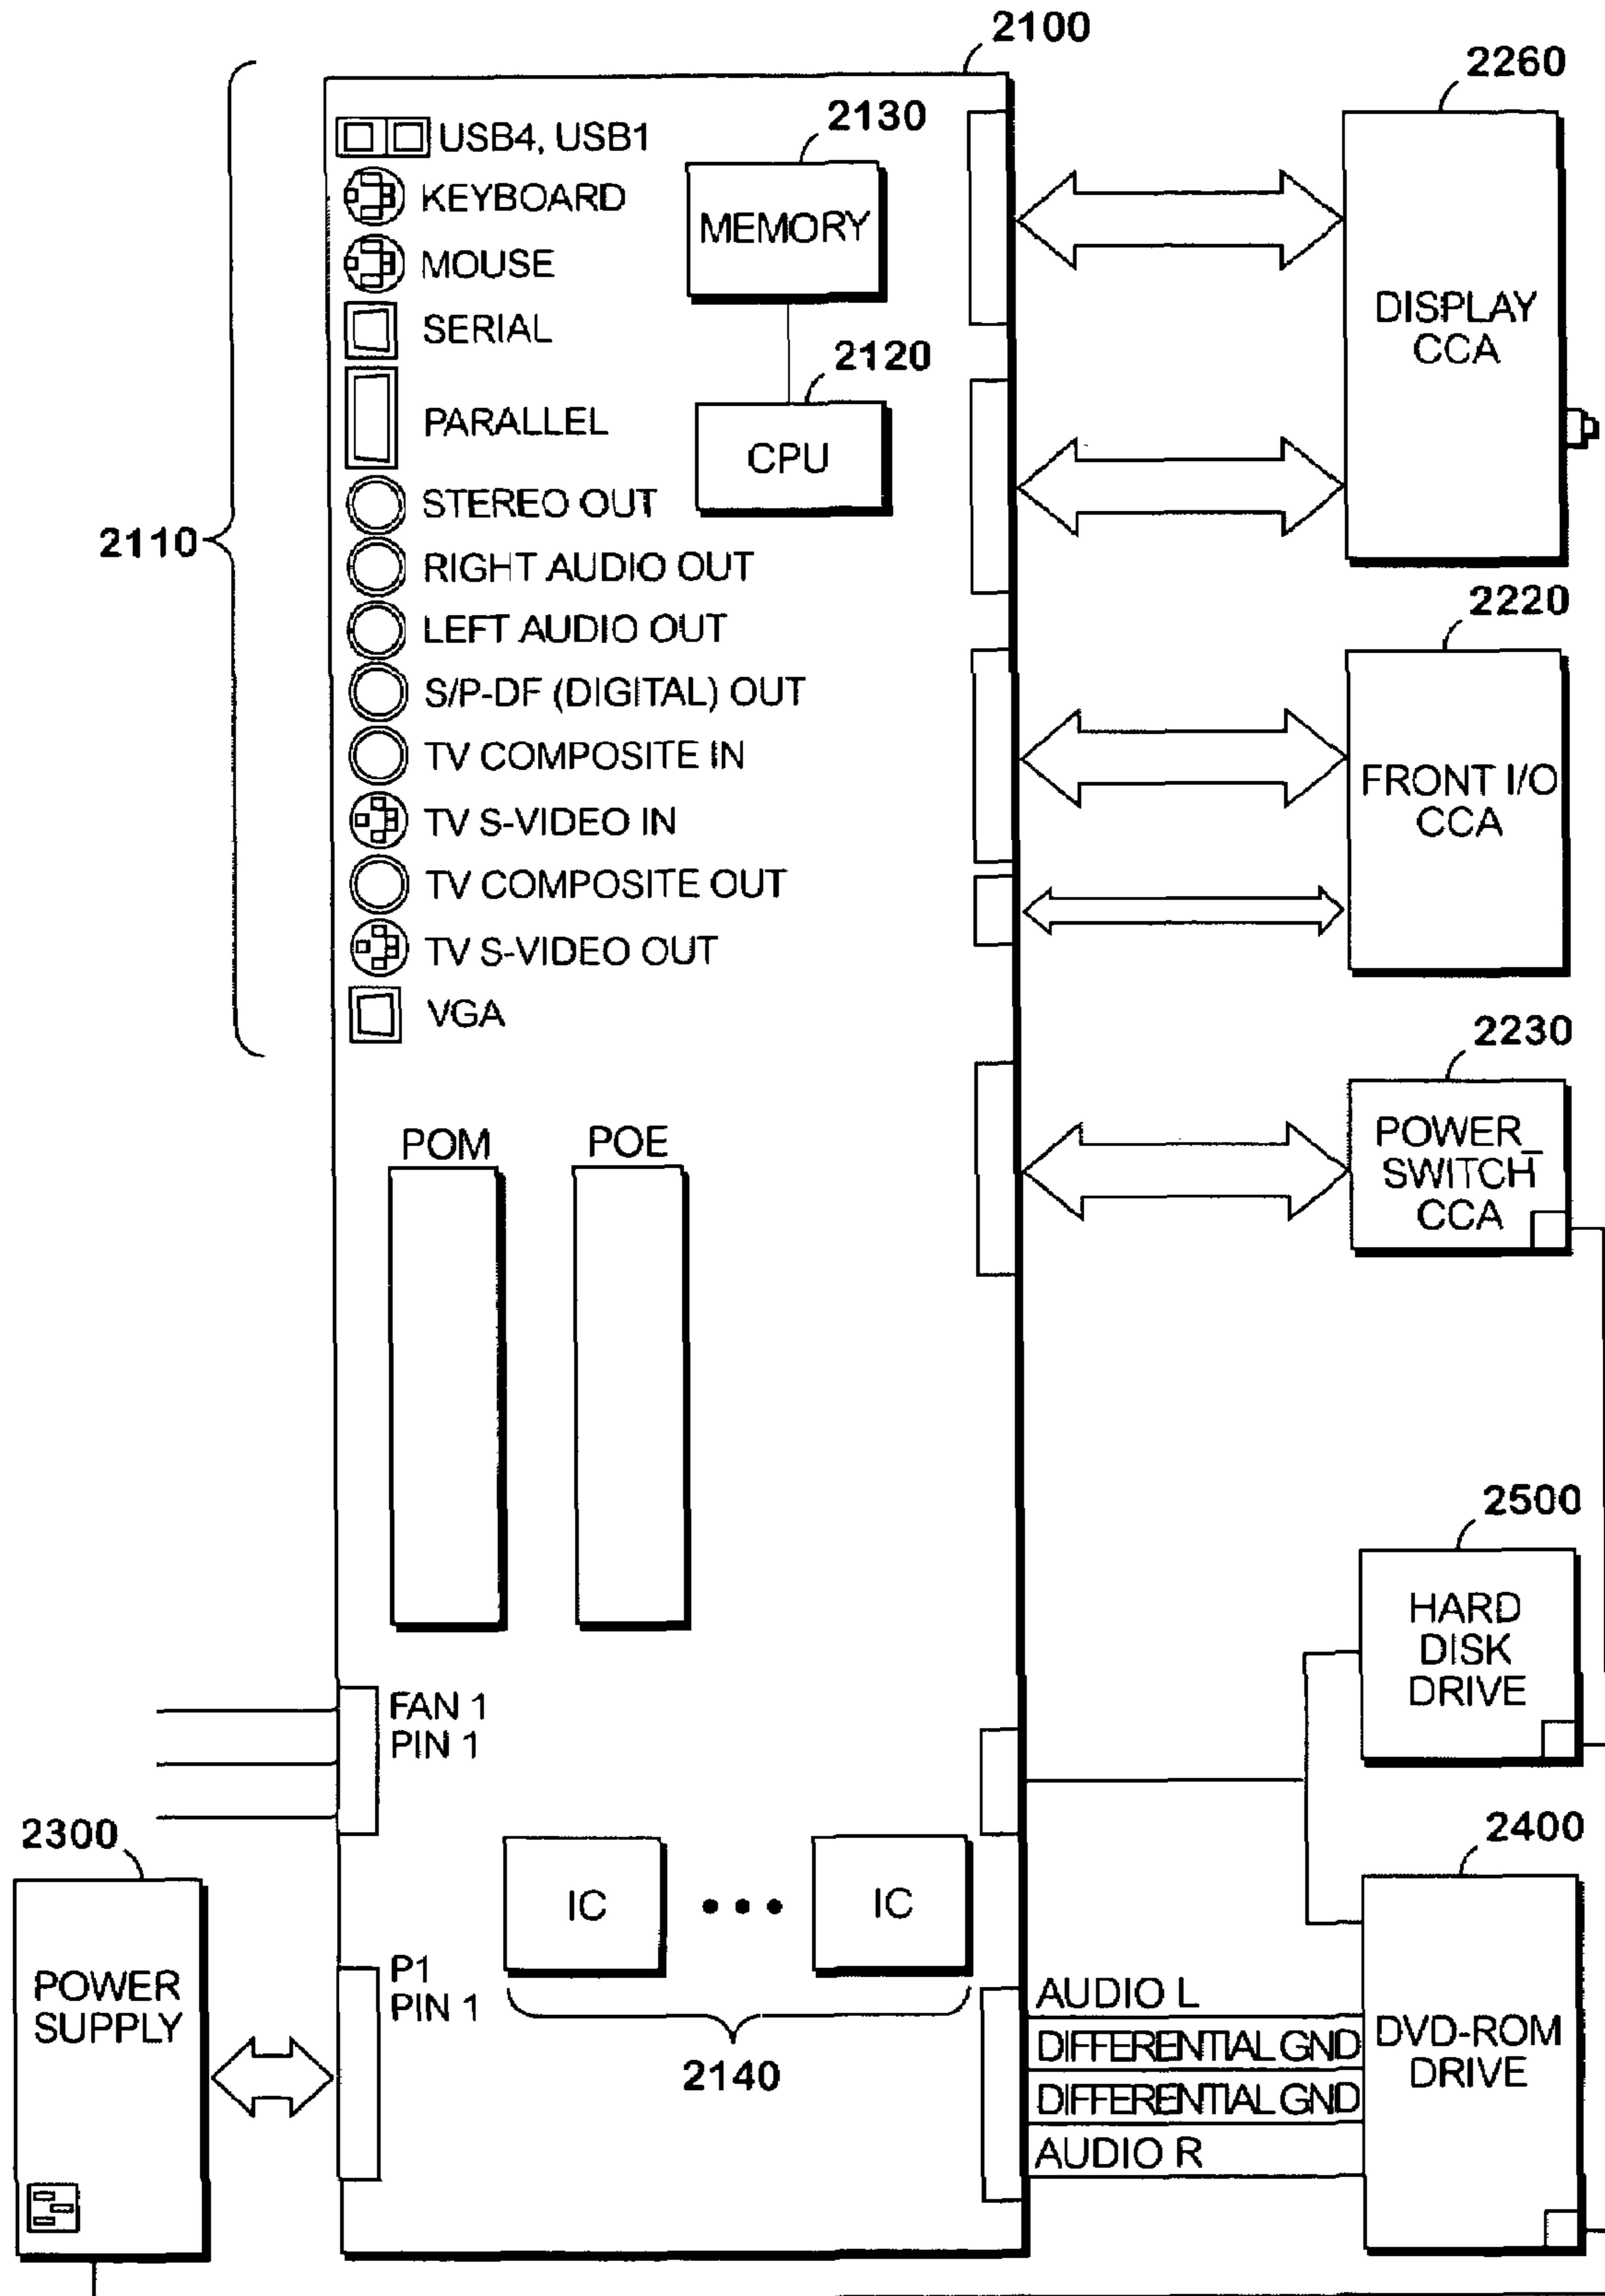 2100
2260
2130
USB4, USB1
KEYBOARD
MEMORY
MOUSE
DISPLAY
CCA
SERIAL
2120
PARALLEL
CPU
STEREO OUT
2110
RIGHT AUDIO OUT
2220
LEFT AUDIO OUT
S/P-DF (DIGITAL) OUT
TV COMPOSITE IN
FRONT I/O
CCA
TV S-VIDEO IN
TV COMPOSITE OUT
TV S-VIDEO OUT
VGA
2230
POM
POE
POWER
SWITCH
CCA
2500
HARD
DISK
DRIVE
FAN 1
PIN 1
2300
2400
IC
IC
POWER
SUPPLY
P1
PIN 1
2140
AUDIO L
DIFFERENTIAL GND
DIFFERENTIAL GND
AUDIO R
DVD-ROM
DRIVE